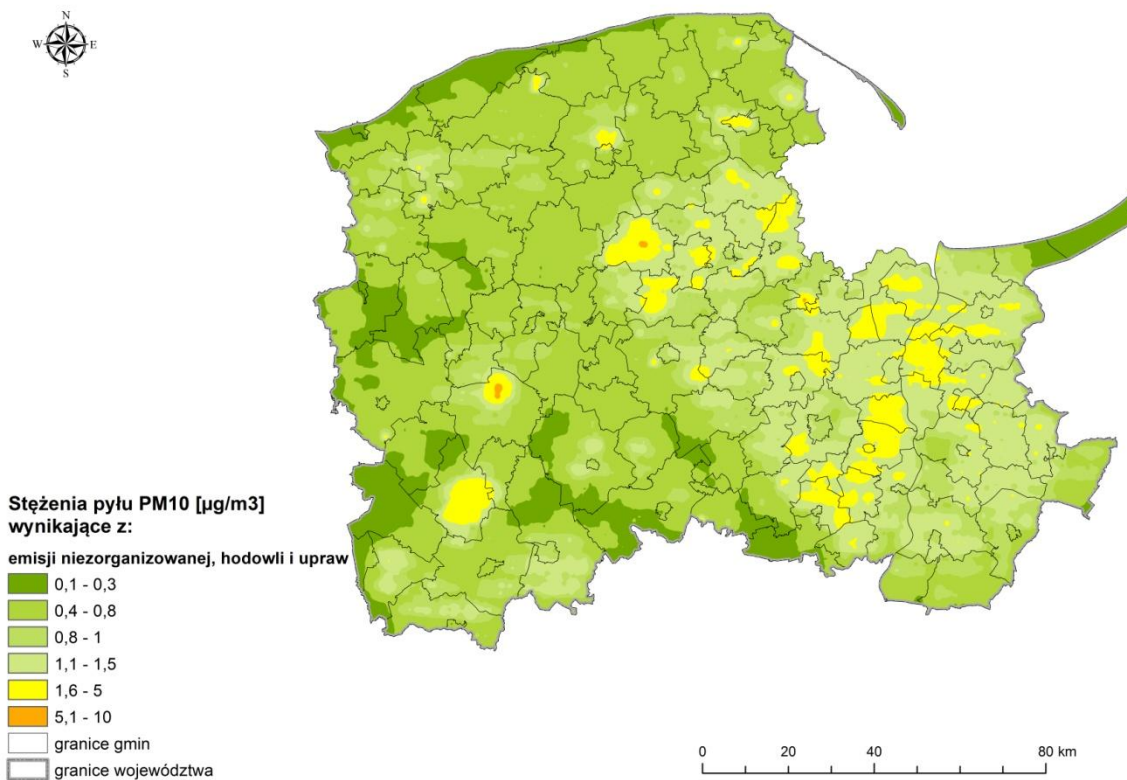 N
W E
S
Stężenia pyłu PM10 [µg/m3]
wynikające z:
emisji niezorganizowanej, hodowli i upraw
0,1 - 0,3
0,4 - 0,8
0,8 - 1
1,1 - 1,5
1,6 - 5
5,1 - 10
granice gmin
granice województwa
0 20 40 80 km